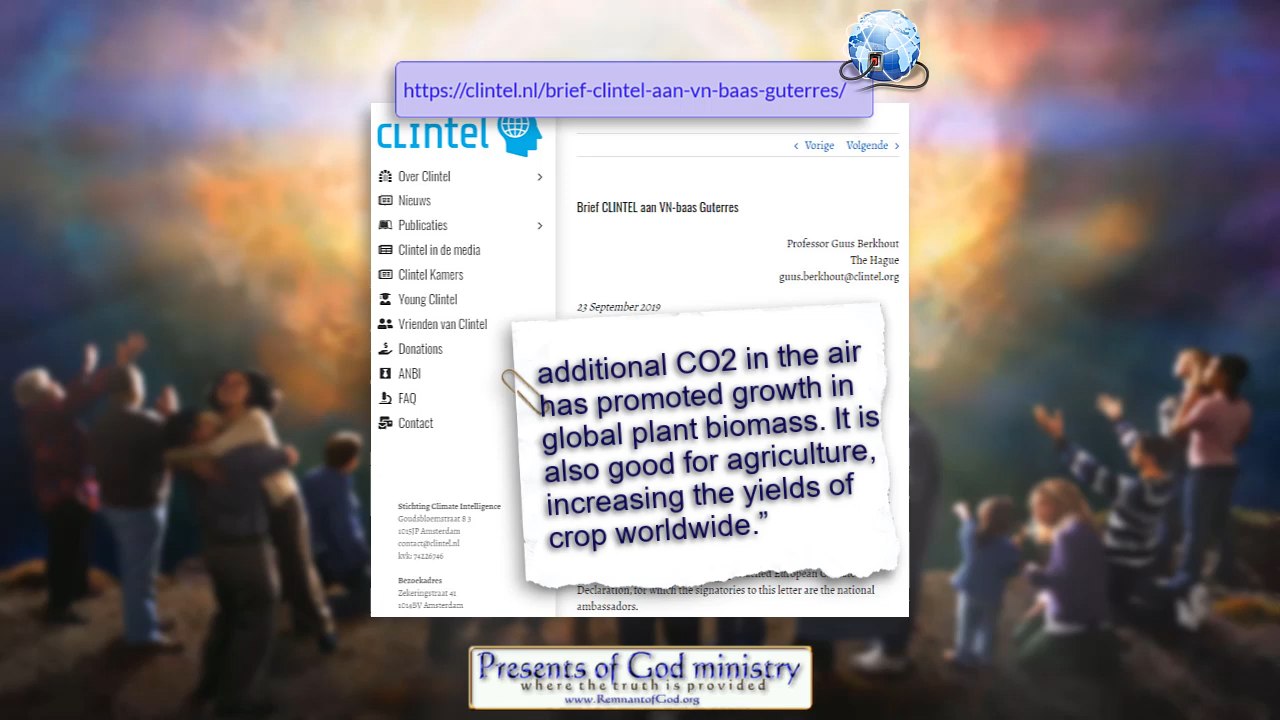 https://clintel.nl/brief-clintel-aan-vn-baas-guterres/
CLINTEL
Over Clintel
Nieuws
Publicaties
Clintel in de media
Clintel Kamers
Young Clintel
Vrienden van Clintel
Donations
ANBI
FAQ
Contact
Stichting Climate Intelligence
Goudsbloemstraat 8 3
1015JP Amsterdam
contact@clintel.nl
kvk: 74226746
Bezoekadres
Zekeringstraat 41
1014BV Amsterdam
Vorige Volgende
Brief CLINTEL aan VN-baas Guterres
Professor Guus Berkhout
The Hague
guus.berkhout@clintel.org
23 September 2019
additional CO2 in the air
has promoted growth in
global plant biomass. It is
also good for agriculture,
increasing the yields of
crop worldwide.”
European
Declaration, for which the signatories to this letter are the national
ambassadors.
Presents of God ministry
where the truth is provided
www.RemnantofGod.org